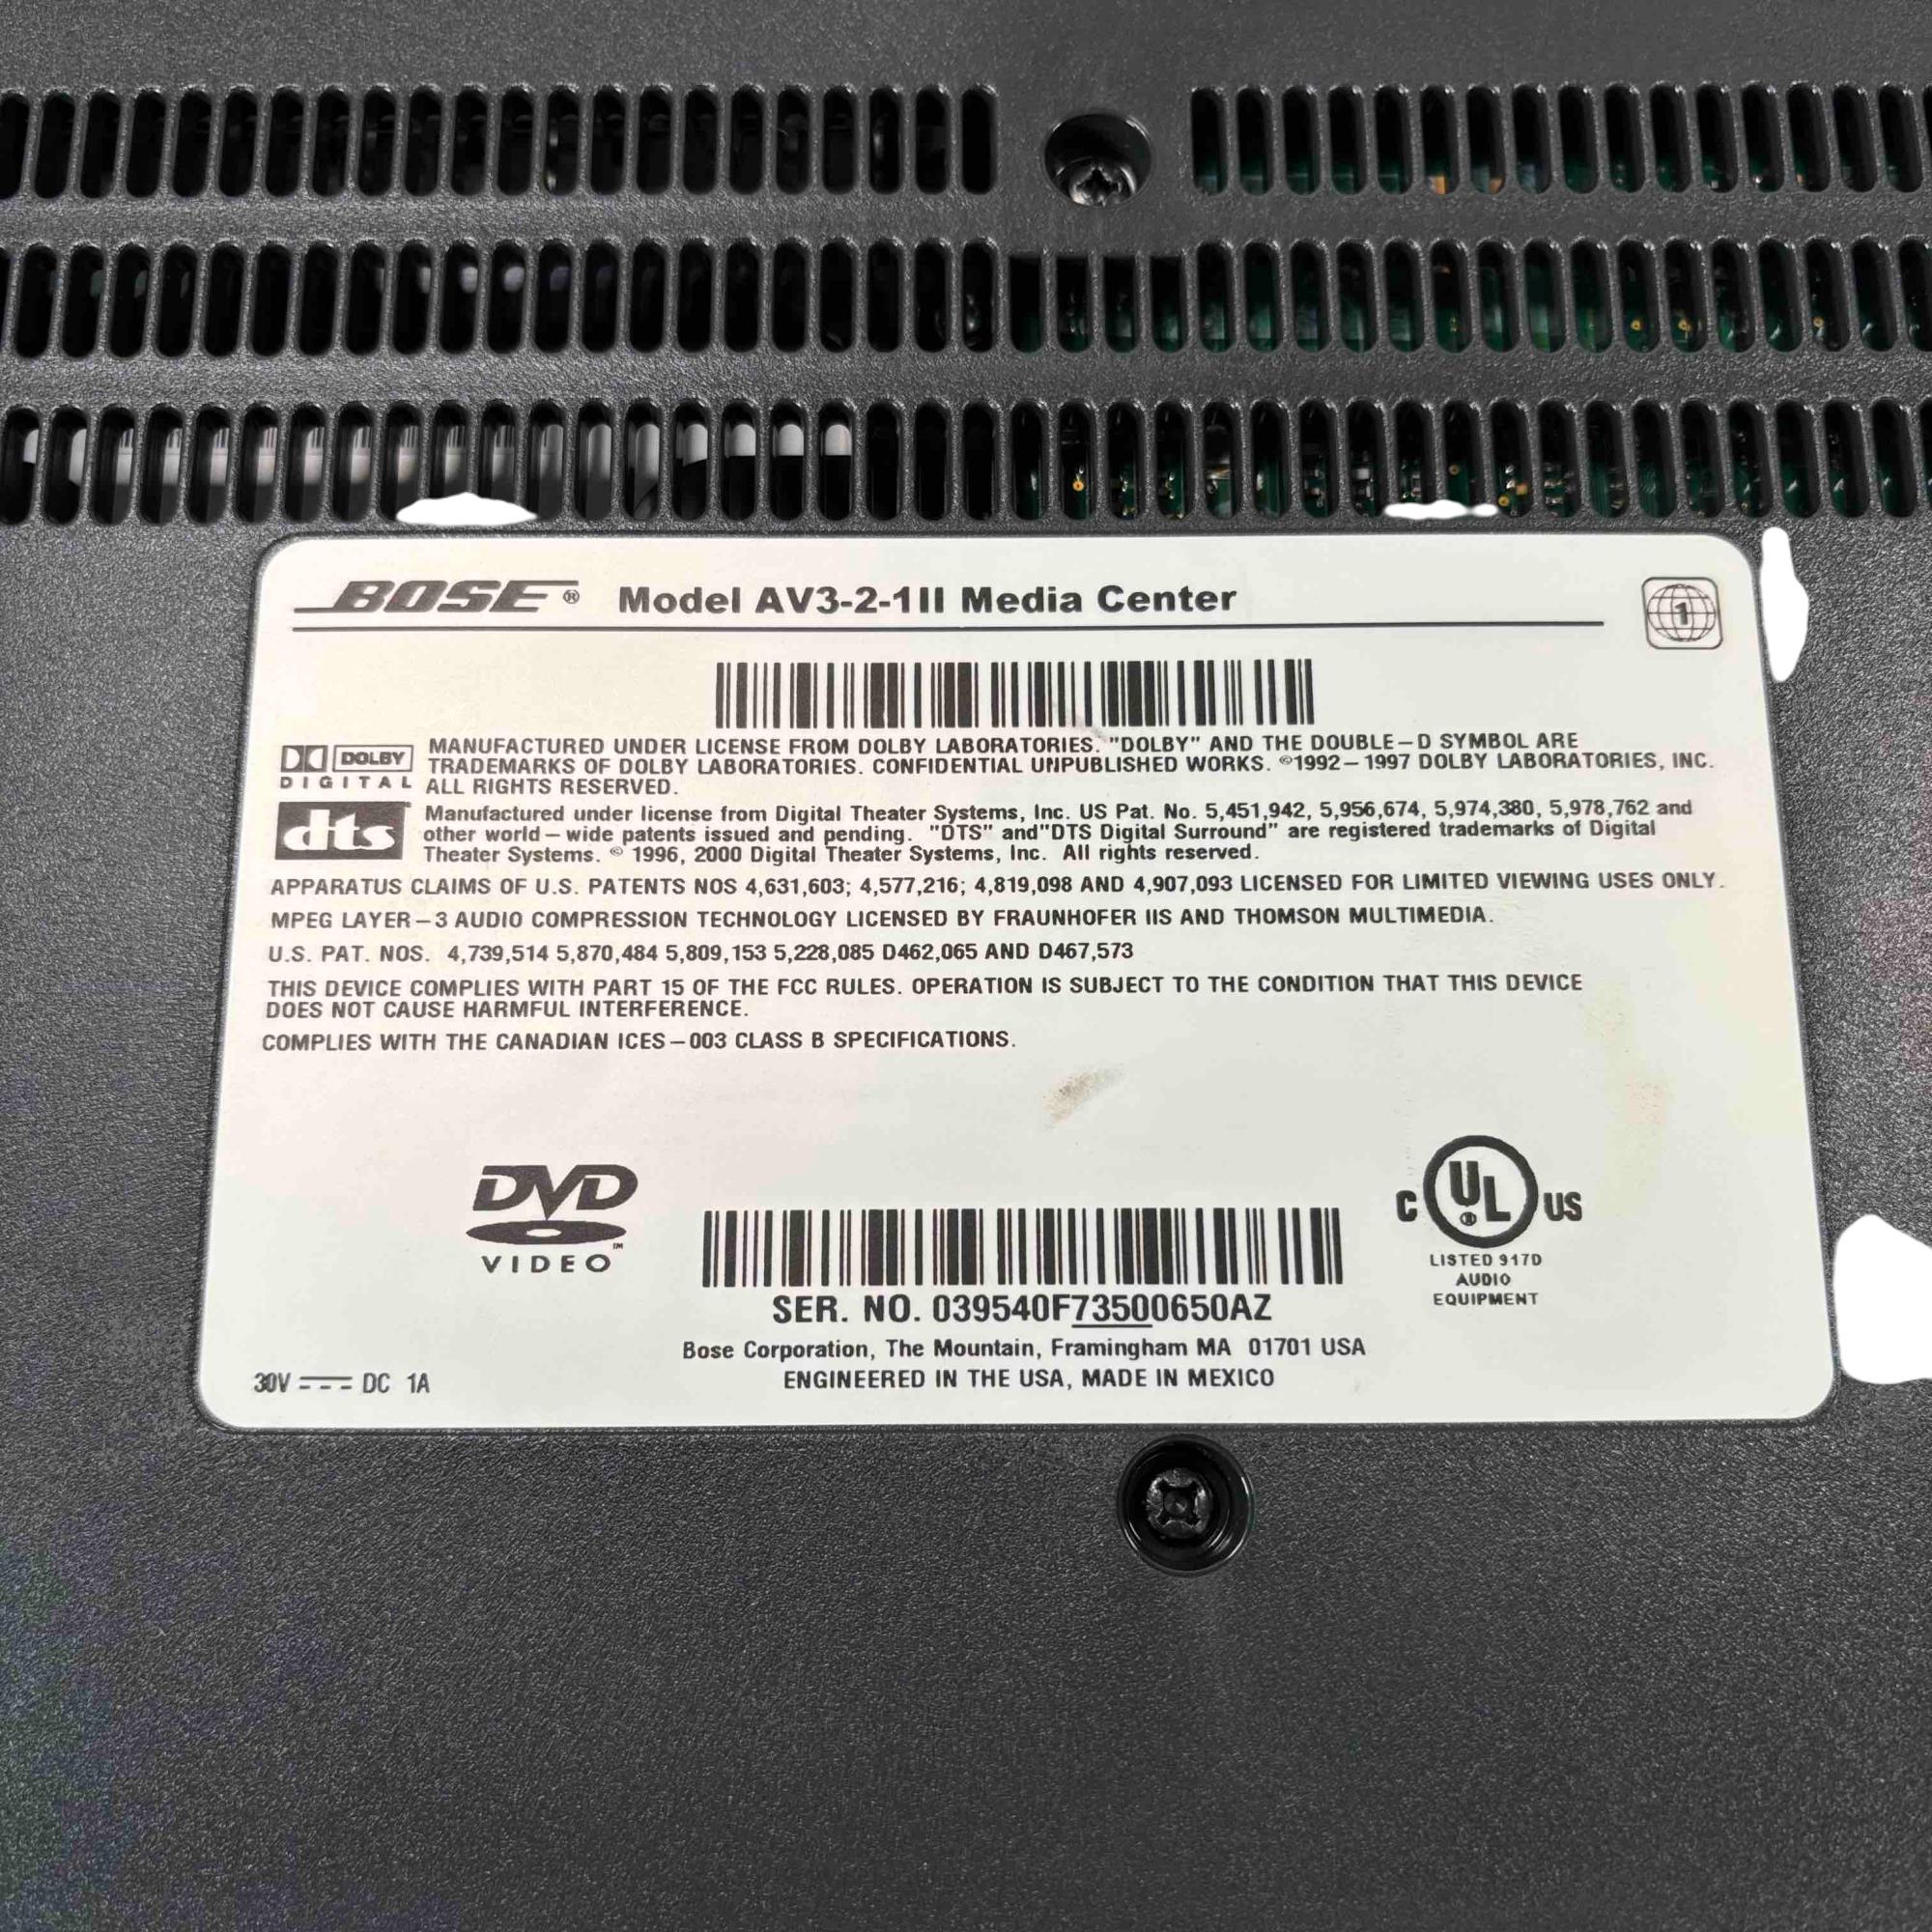 BOSE® Model AV3-2-1II Media Center
1
DOLBY
DIGITAL
MANUFACTURED UNDER LICENSE FROM DOLBY LABORATORIES. "DOLBY" AND THE DOUBLE-D SYMBOL ARE
TRADEMARKS OF DOLBY LABORATORIES. CONFIDENTIAL UNPUBLISHED WORKS. ©1992-1997 DOLBY LABORATORIES, INC.
ALL RIGHTS RESERVED.
dts®
Manufactured under license from Digital Theater Systems, Inc. US Pat. No. 5,451,942, 5,956,674, 5,974,380, 5,978,762 and
other world-wide patents issued and pending. "DTS" and"DTS Digital Surround" are registered trademarks of Digital
Theater Systems. © 1996, 2000 Digital Theater Systems, Inc. All rights reserved.
APPARATUS CLAIMS OF U.S. PATENTS NOS 4,631,603; 4,577,216; 4,819,098 AND 4,907,093 LICENSED FOR LIMITED VIEWING USES ONLY.
MPEG LAYER-3 AUDIO COMPRESSION TECHNOLOGY LICENSED BY FRAUNHOFER IIS AND THOMSON MULTIMEDIA.
U.S. PAT. NOS. 4,739,514 5,870,484 5,809,153 5,228,085 D462,065 AND D467,573
THIS DEVICE COMPLIES WITH PART 15 OF THE FCC RULES. OPERATION IS SUBJECT TO THE CONDITION THAT THIS DEVICE
DOES NOT CAUSE HARMFUL INTERFERENCE.
COMPLIES WITH THE CANADIAN ICES-003 CLASS B SPECIFICATIONS.
DVD
VIDEO™
C UL® US
LISTED 917D
AUDIO
EQUIPMENT
SER. NO. 039540F73500650AZ
Bose Corporation, The Mountain, Framingham MA 01701 USA
ENGINEERED IN THE USA, MADE IN MEXICO
30V ⎓ DC 1A